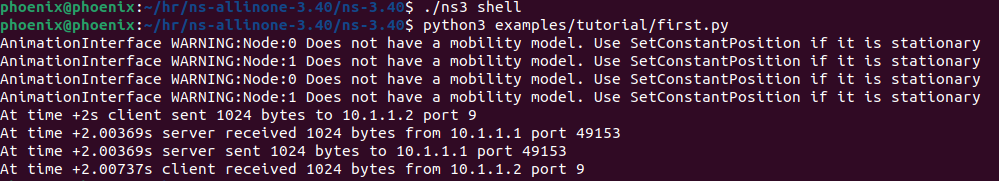 phoenix@phoenix:~/hr/ns-allinone-3.40/ns-3.40$ ./ns3 shell
phoenix@phoenix:~/hr/ns-allinone-3.40/ns-3.40$ python3 examples/tutorial/first.py
AnimationInterface WARNING:Node:0 Does not have a mobility model. Use SetConstantPosition if it is stationary
AnimationInterface WARNING:Node:1 Does not have a mobility model. Use SetConstantPosition if it is stationary
AnimationInterface WARNING:Node:0 Does not have a mobility model. Use SetConstantPosition if it is stationary
AnimationInterface WARNING:Node:1 Does not have a mobility model. Use SetConstantPosition if it is stationary
At time +2s client sent 1024 bytes to 10.1.1.2 port 9
At time +2.00369s server received 1024 bytes from 10.1.1.1 port 49153
At time +2.00369s server sent 1024 bytes to 10.1.1.1 port 49153
At time +2.00737s client received 1024 bytes from 10.1.1.2 port 9